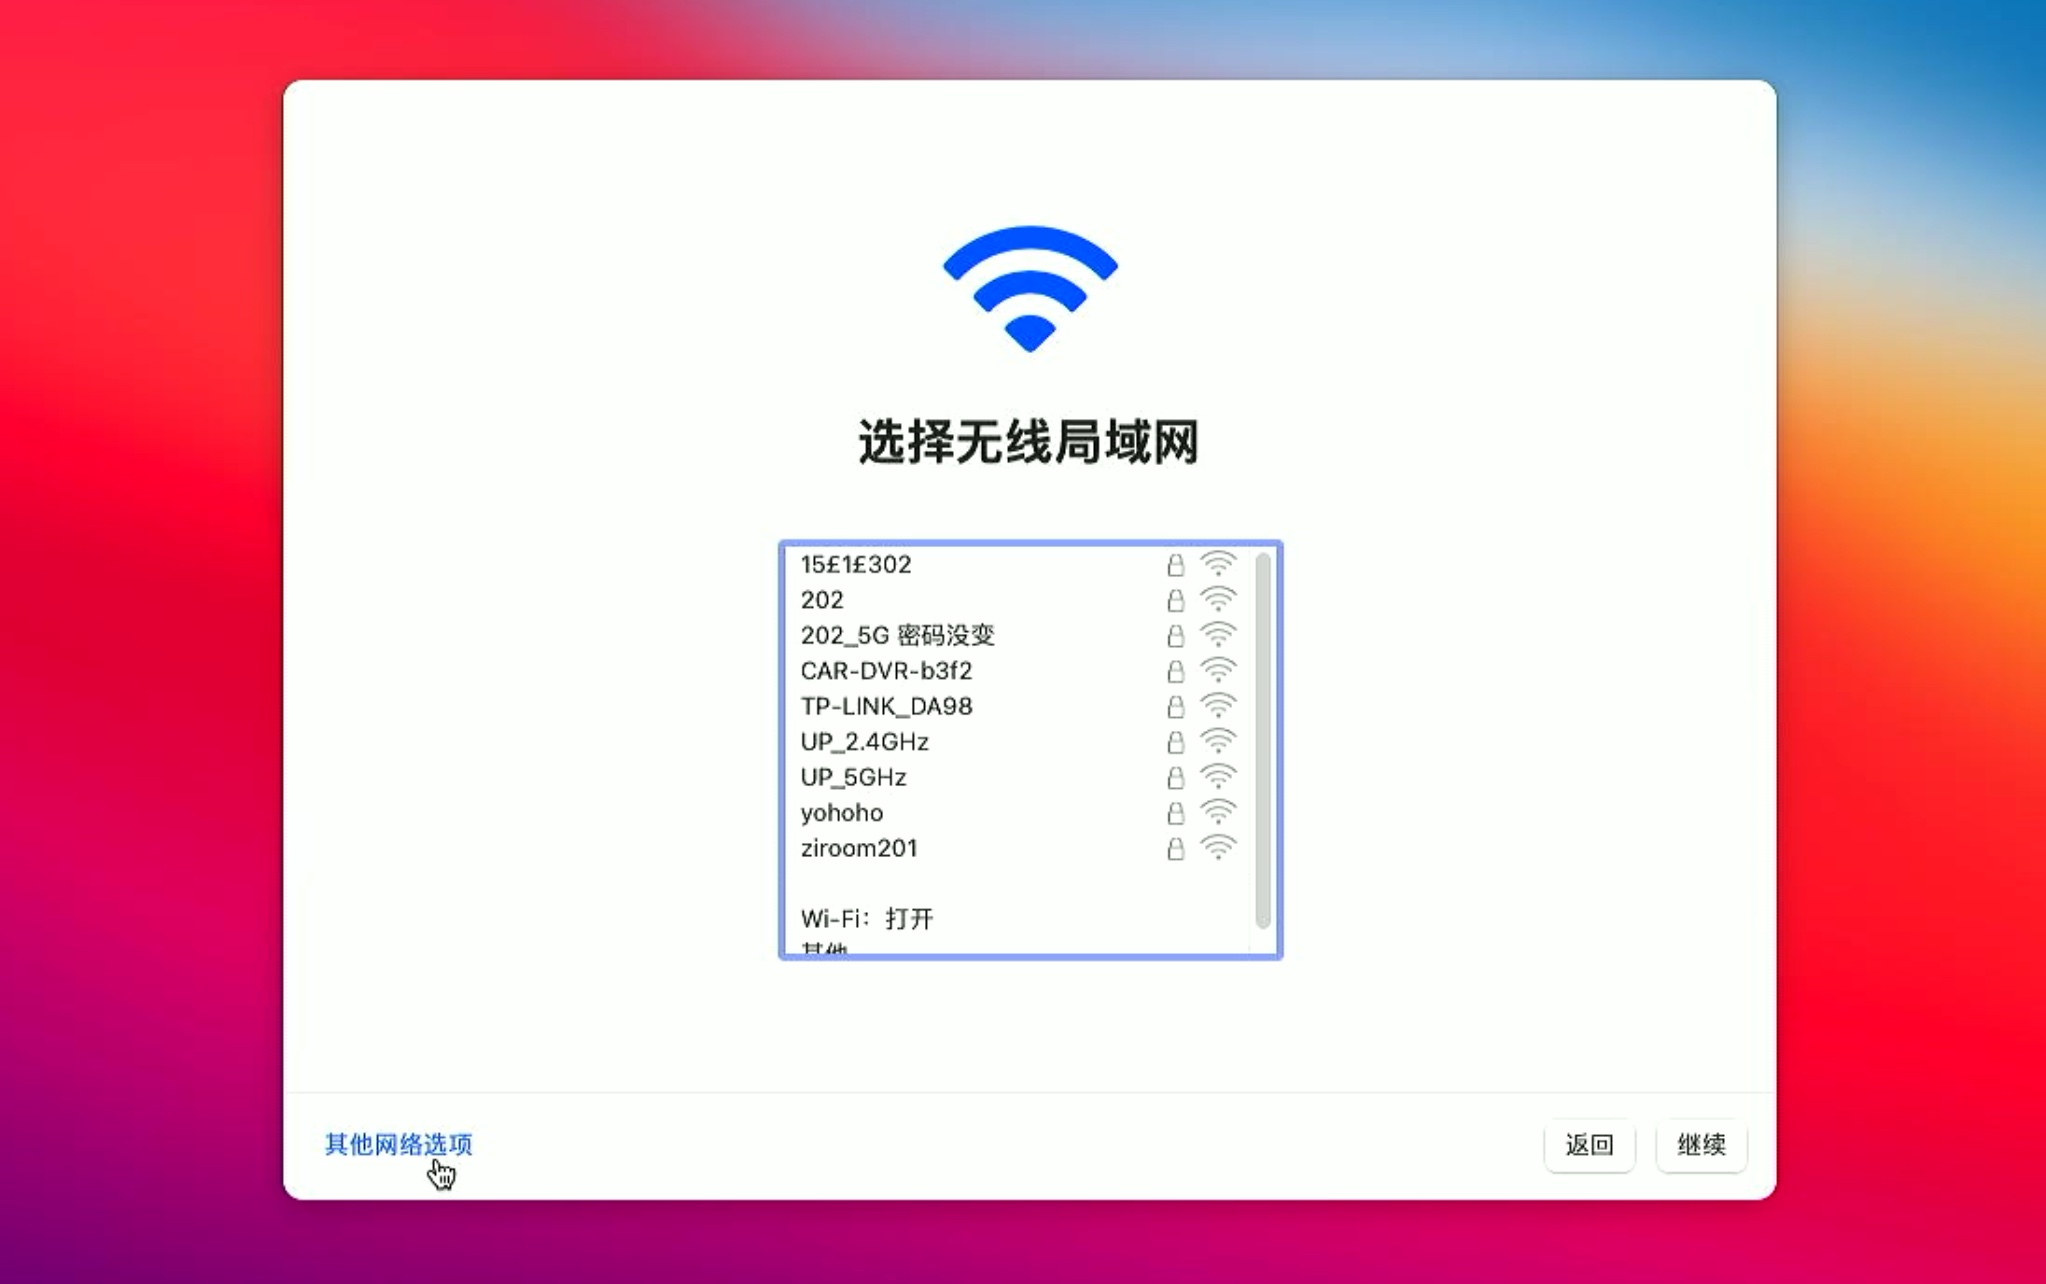 选择无线局域网
15£1£302
202
202_5G 密码没变
CAR-DVR-b3f2
TP-LINK_DA98
UP_2.4GHz
UP_5GHz
yohoho
ziroom201
Wi-Fi：打开
其他
其他网络选项
返回
继续